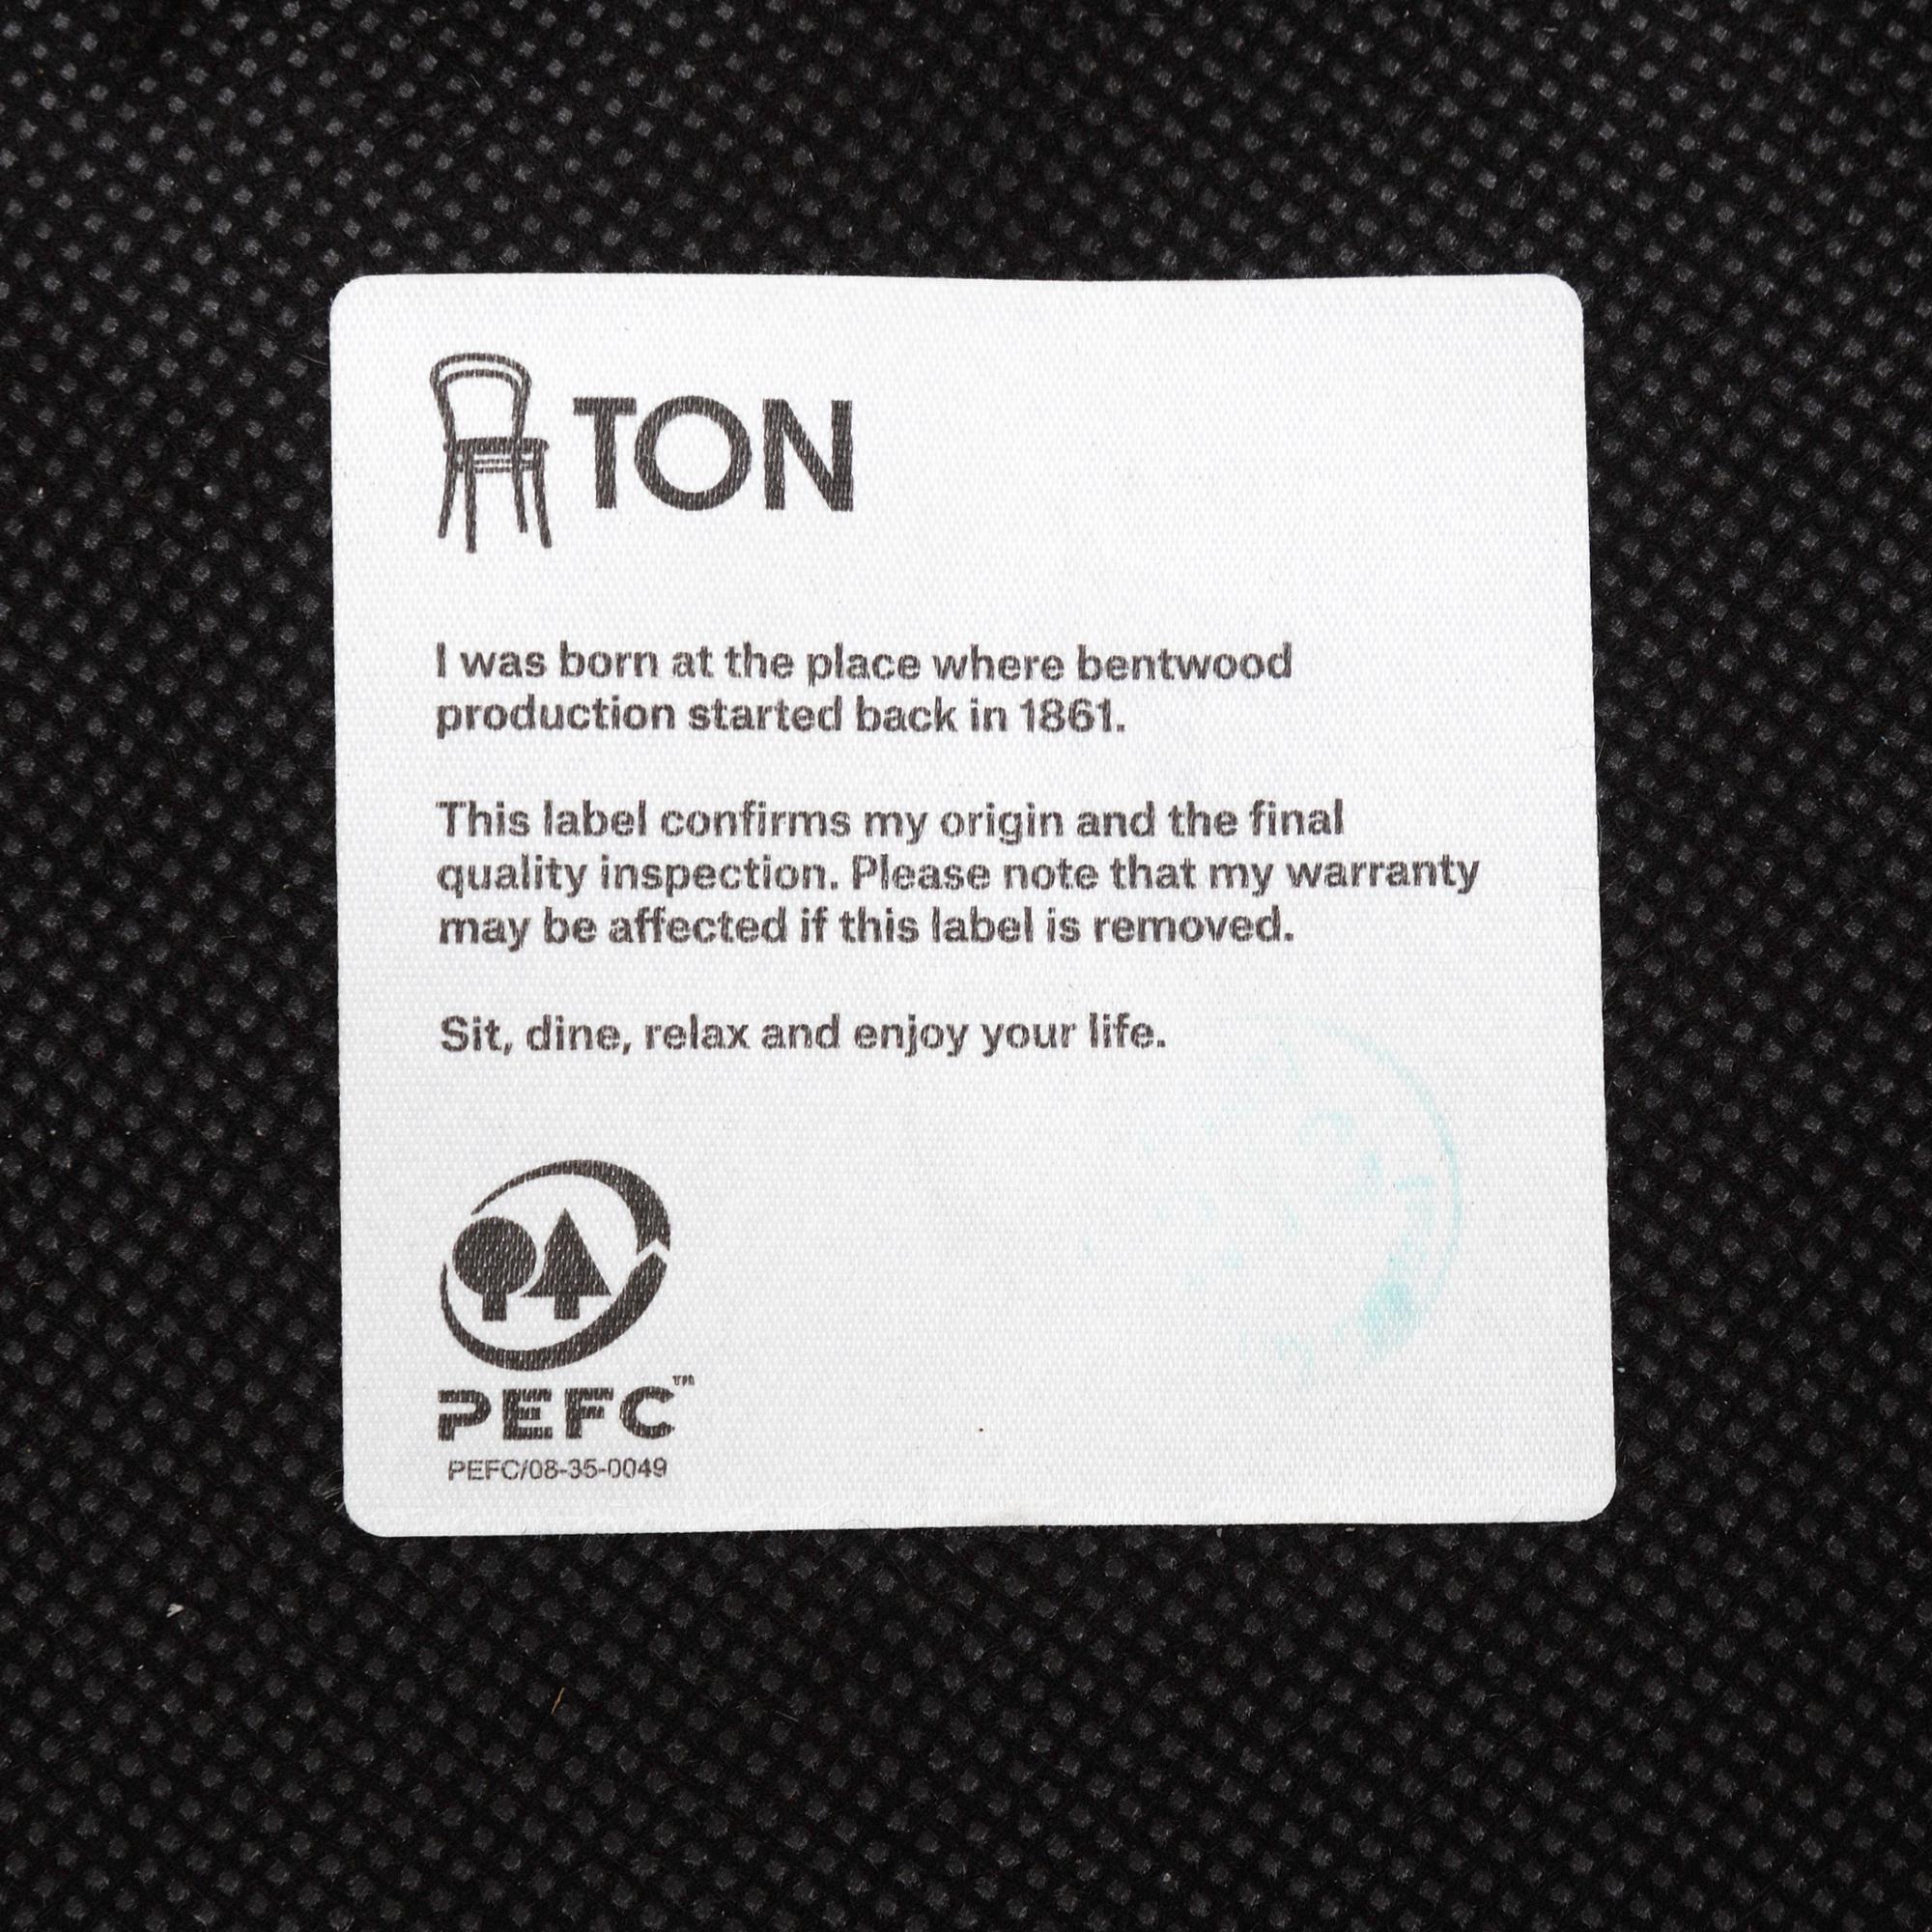 TON
I was born at the place where bentwood
production started back in 1861.
This label confirms my origin and the final
quality inspection. Please note that my warranty
may be affected if this label is removed.
Sit, dine, relax and enjoy your life.
PEFC™
PEFC/08-35-0049